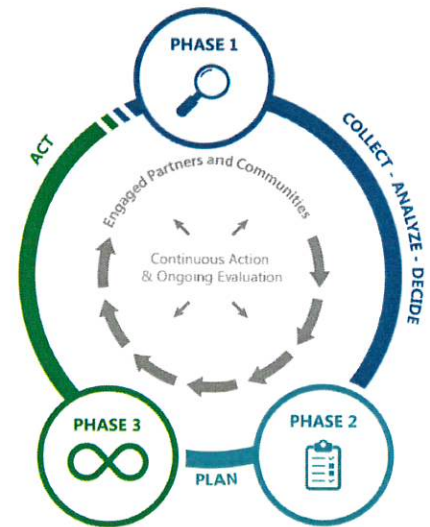 PHASE 1
COLLECT - ANALYZE - DECIDE
ACT
Engaged Partners and Communities
Continuous Action
& Ongoing Evaluation
PHASE 3
PHASE 2
PLAN